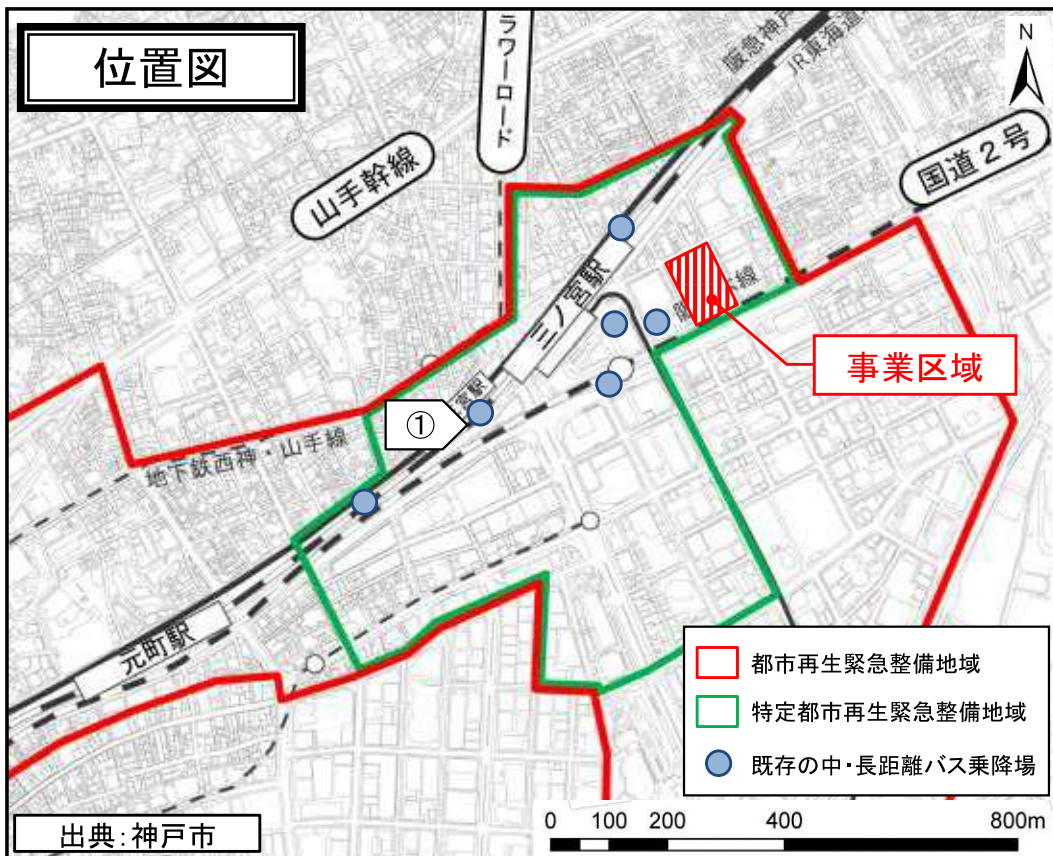 位置図
ラワーロード
阪急神戸
JR東海道
N
山手幹線
国道2号
三ノ宮駅
本線
事業区域
宮駅
①
地下鉄西神・山手線
元町駅
都市再生緊急整備地域
特定都市再生緊急整備地域
既存の中・長距離バス乗降場
出典：神戸市
0 100 200 400 800m